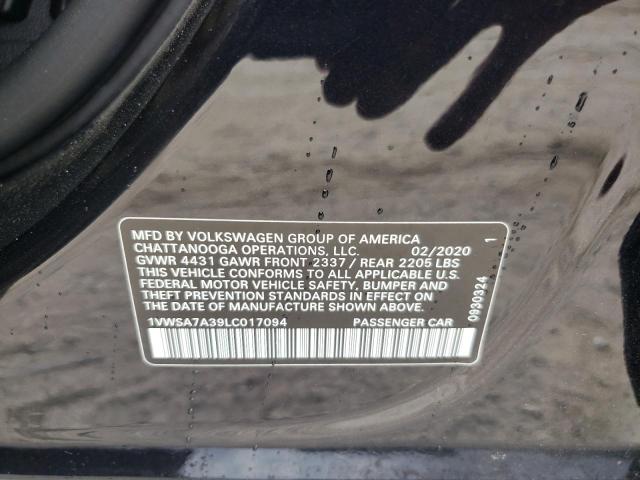 MFD BY VOLKSWAGEN GROUP OF AMERICA
CHATTANOOGA OPERATIONS, LLC. 02/2020 1
GVWR 4431 GAWR FRONT 2337 / REAR 2205 LBS
THIS VEHICLE CONFORMS TO ALL APPLICABLE U.S.
FEDERAL MOTOR VEHICLE SAFETY, BUMPER AND
THEFT PREVENTION STANDARDS IN EFFECT ON
THE DATE OF MANUFACTURE SHOWN ABOVE.
1VWSA7A39LC017094 PASSENGER CAR
0930324